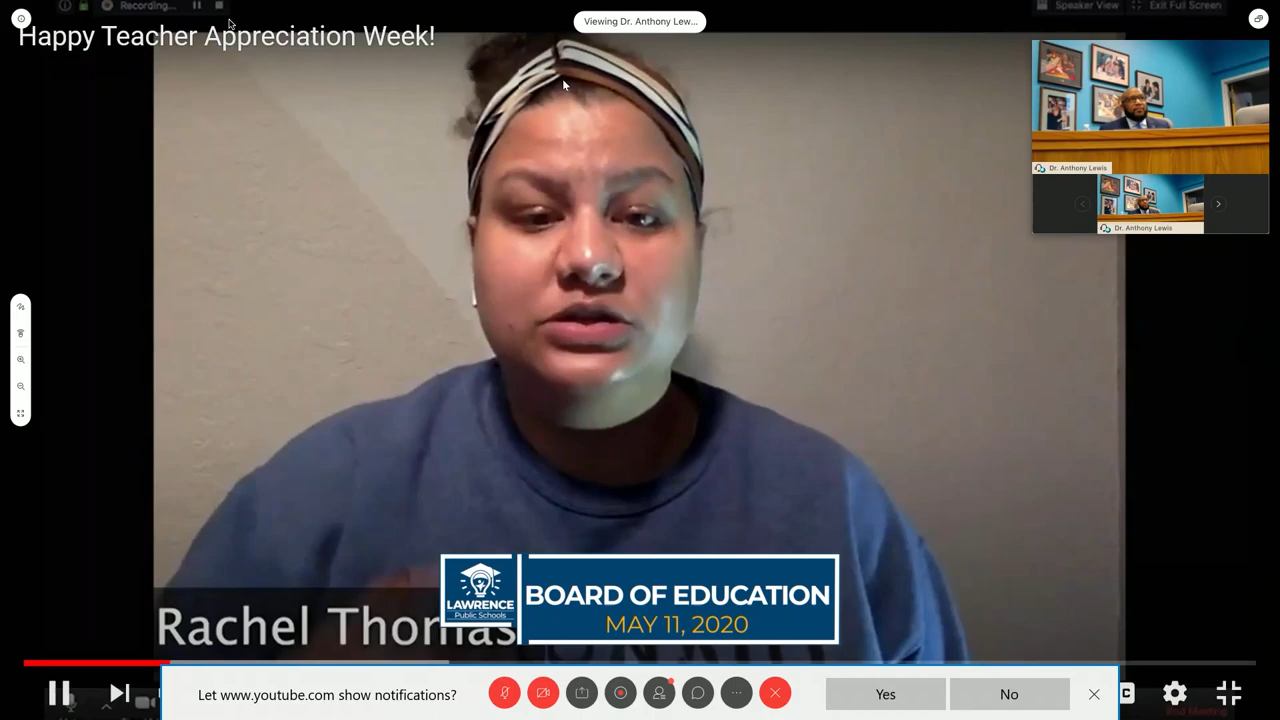 Recording...
Viewing Dr. Anthony Lew...
Speaker View
Exit Full Screen
Happy Teacher Appreciation Week!
Dr. Anthony Lewis
Dr. Anthony Lewis
LAWRENCE
Public Schools
BOARD OF EDUCATION
MAY 11, 2020
Rachel Thomas
Let www.youtube.com show notifications?
Yes
No